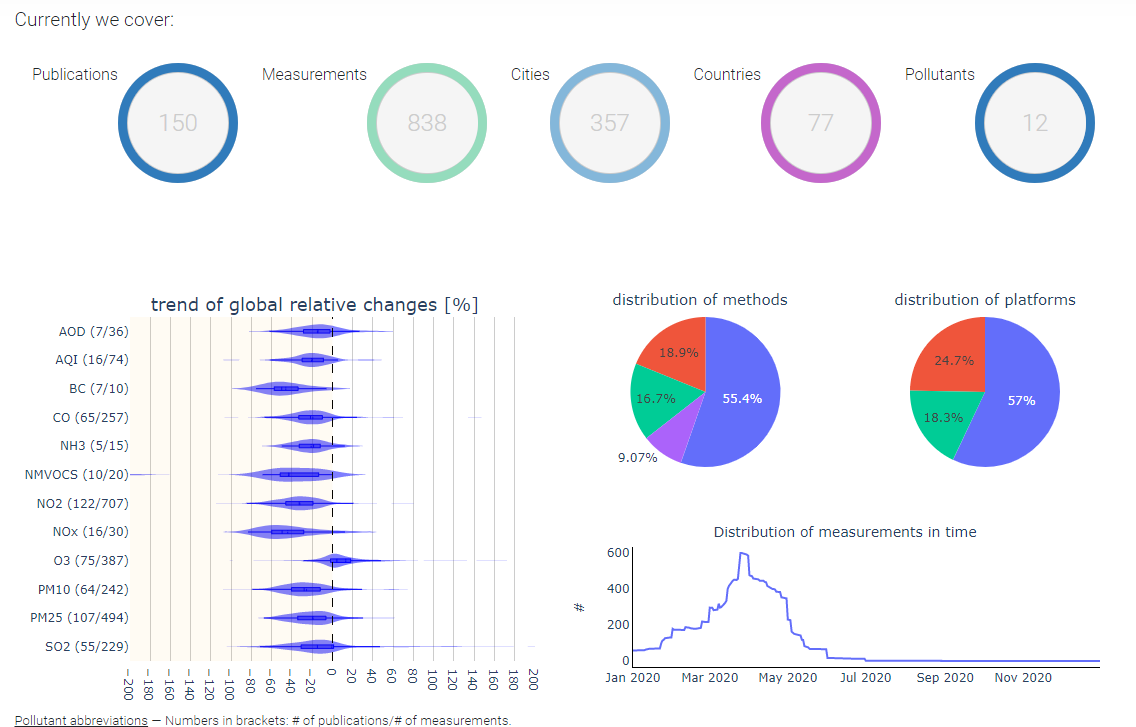 Currently we cover:
Publications
150
Measurements
838
Cities
357
Countries
77
Pollutants
12
trend of global relative changes [%]
AOD (7/36)
AQI (16/74)
BC (7/10)
CO (65/257)
NH3 (5/15)
NMVOCS (10/20)
NO2 (122/707)
NOx (16/30)
O3 (75/387)
PM10 (64/242)
PM25 (107/494)
SO2 (55/229)
−200 −180 −160 −140 −120 −100 −80 −60 −40 −20 0 20 40 60 80 100 120 140 160 180 200
distribution of methods
18.9%
16.7%
55.4%
9.07%
distribution of platforms
24.7%
18.3%
57%
Distribution of measurements in time
600
400
#
200
0
Jan 2020 Mar 2020 May 2020 Jul 2020 Sep 2020 Nov 2020
Pollutant abbreviations — Numbers in brackets: # of publications/# of measurements.